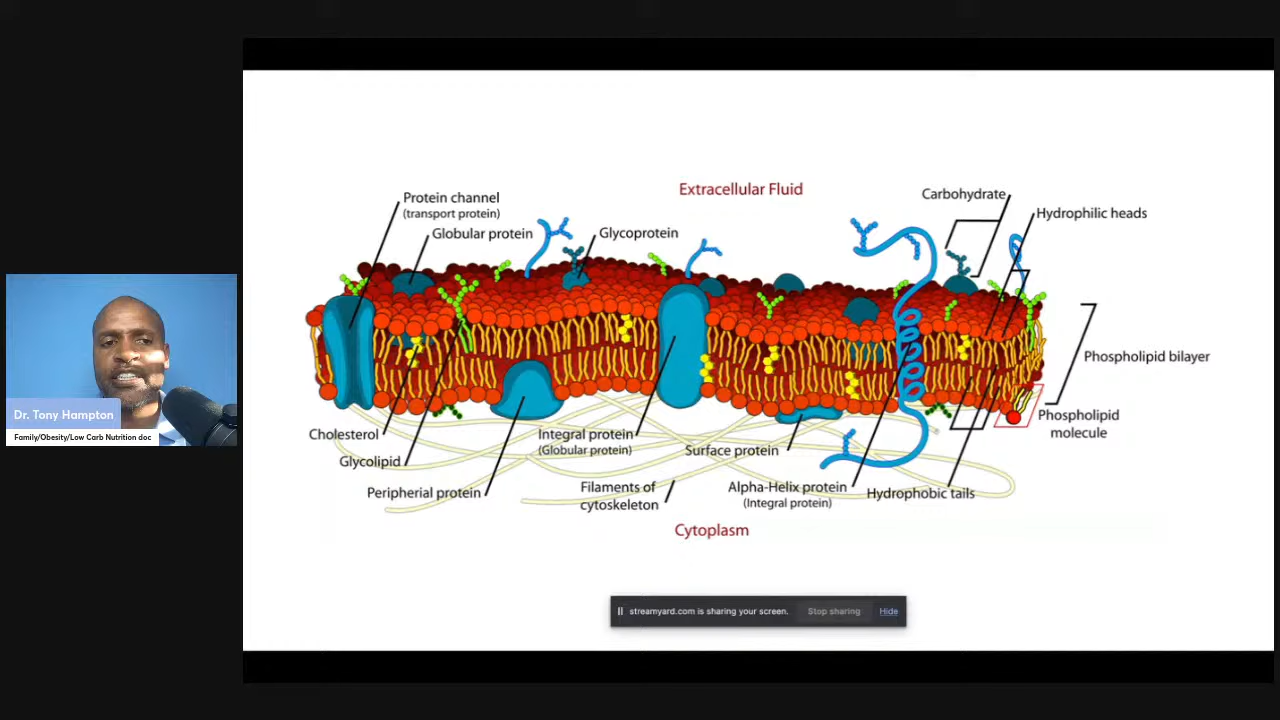 Dr. Tony Hampton
Family/Obesity/Low Carb Nutrition doc
Extracellular Fluid
Protein channel
(transport protein)
Globular protein
Glycoprotein
Carbohydrate
Hydrophilic heads
Phospholipid bilayer
Phospholipid
molecule
Cholesterol
Glycolipid
Peripherial protein
Integral protein
(Globular protein)
Filaments of
cytoskeleton
Surface protein
Alpha-Helix protein
(Integral protein)
Hydrophobic tails
Cytoplasm
streamyard.com is sharing your screen.
Stop sharing
Hide